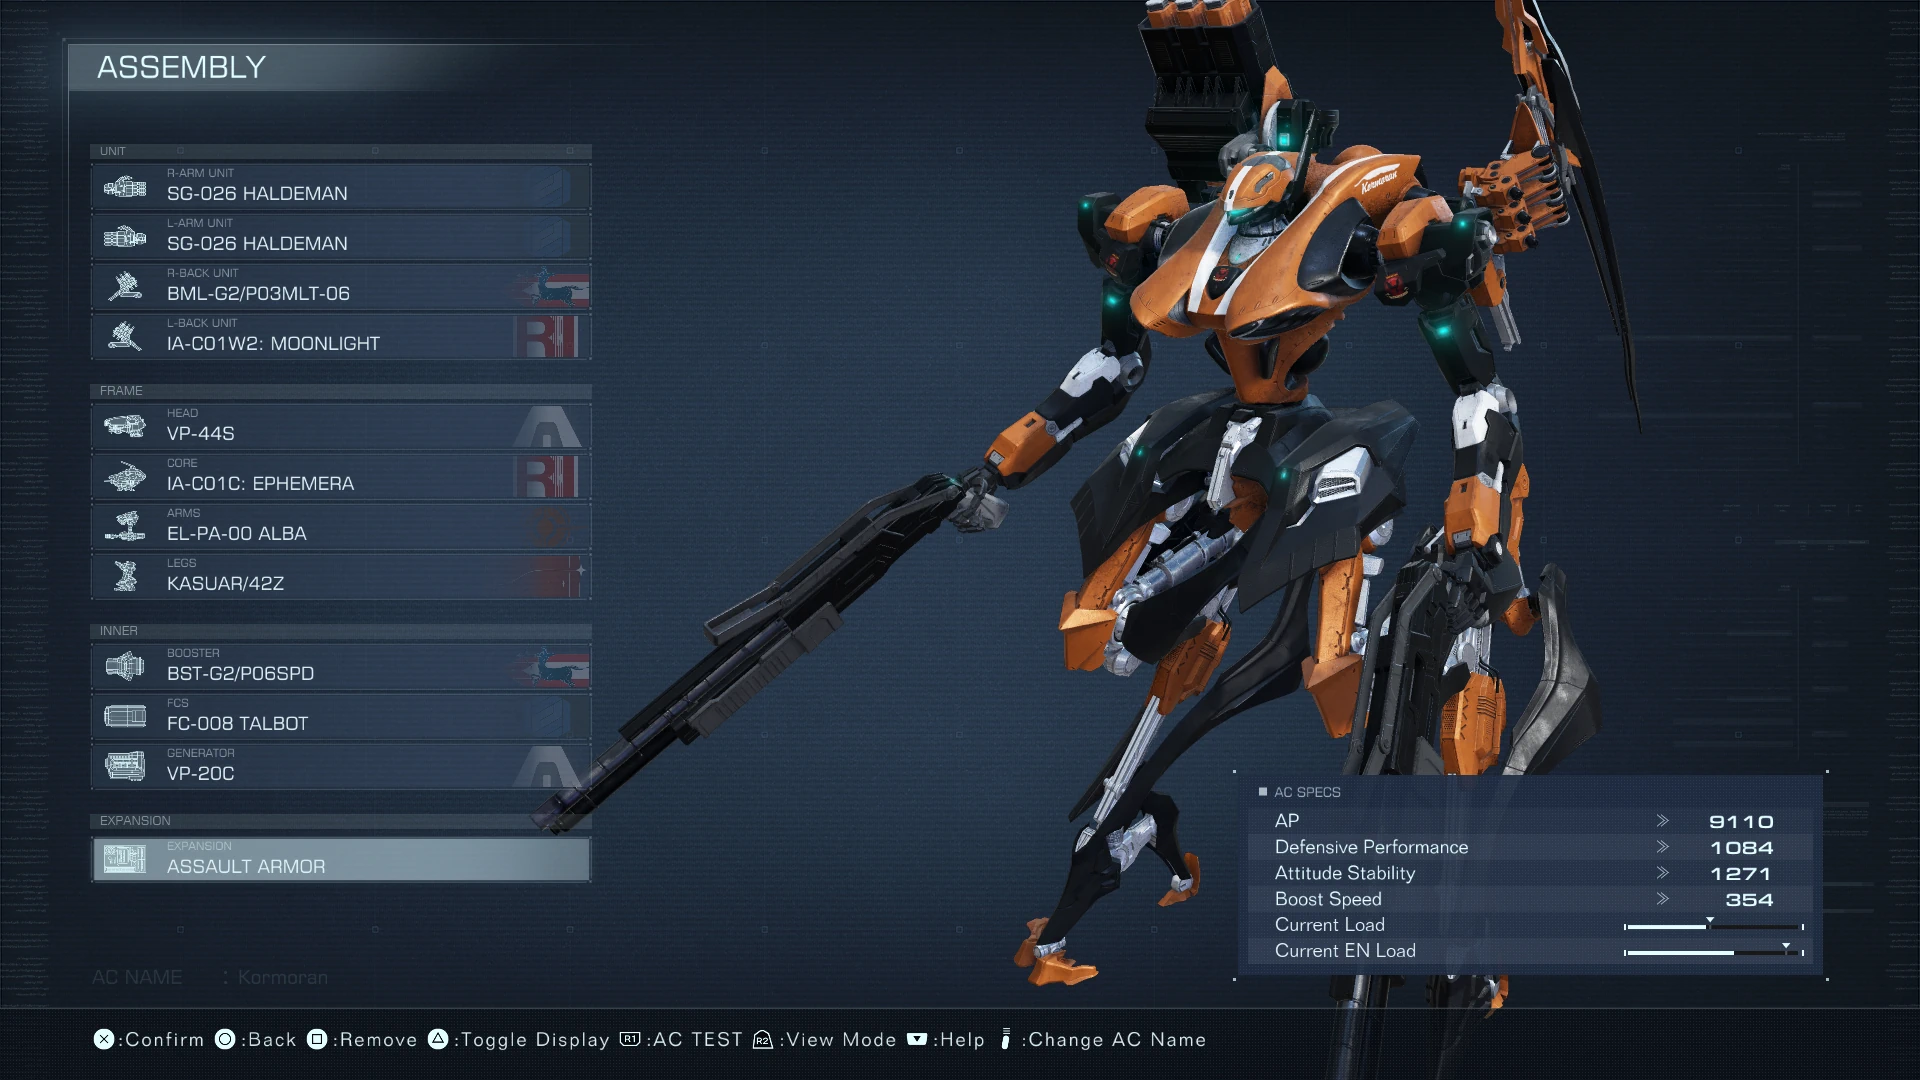 ASSEMBLY
UNIT
R-ARM UNIT
SG-026 HALDEMAN
L-ARM UNIT
SG-026 HALDEMAN
R-BACK UNIT
BML-G2/P03MLT-06
L-BACK UNIT
IA-C01W2: MOONLIGHT
FRAME
HEAD
VP-44S
CORE
IA-C01C: EPHEMERA
ARMS
EL-PA-00 ALBA
LEGS
KASUAR/42Z
INNER
BOOSTER
BST-G2/P06SPD
FCS
FC-008 TALBOT
GENERATOR
VP-20C
EXPANSION
EXPANSION
ASSAULT ARMOR
AC NAME : Kormoran
Kormoran
AC SPECS
AP 9110
Defensive Performance 1084
Attitude Stability 1271
Boost Speed 354
Current Load
Current EN Load
:Confirm :Back :Remove :Toggle Display R1 :AC TEST R2 :View Mode :Help :Change AC Name